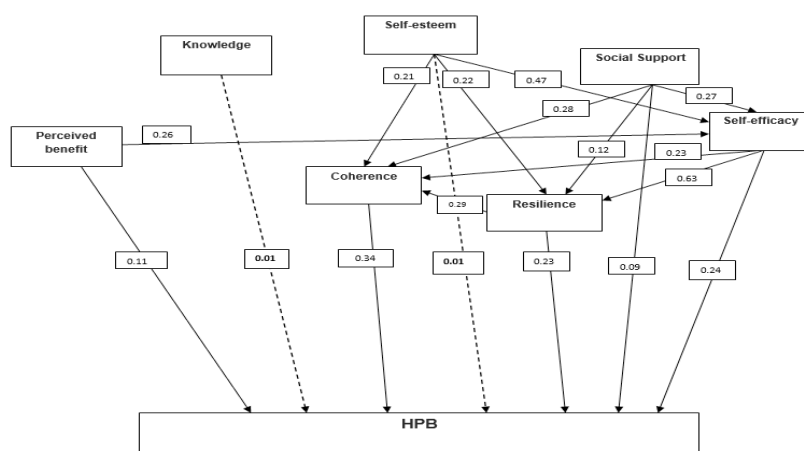 Self-esteem
Knowledge
Social Support
0.21
0.22
0.47
0.27
0.28
Self-efficacy
Perceived
benefit
0.26
0.12
0.23
Coherence
0.63
Resilience
0.29
0.11
0.01
0.34
0.01
0.23
0.09
0.24
HPB